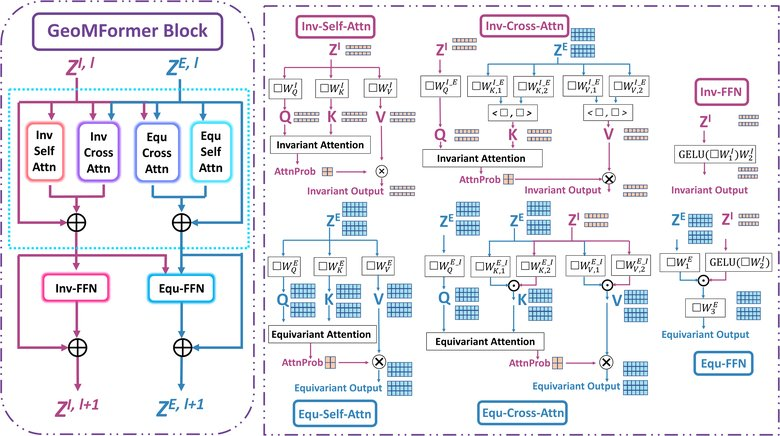 GeoMFormer Block
Z^{I, l} Z^{E, l}
Inv Self Attn
Inv Cross Attn
Equ Cross Attn
Equ Self Attn
Inv-FFN Equ-FFN
Z^{I, l+1} Z^{E, l+1}
Inv-Self-Attn
Z^I
□W_Q^I □W_K^I □W_V^I
Q K V
Invariant Attention
AttnProb
Invariant Output
Inv-Cross-Attn
Z^I Z^E
□W_Q^{I_E} □W_{K,1}^{I_E} □W_{K,2}^{I_E} □W_{V,1}^{I_E} □W_{V,2}^{I_E}
< □, □ > < □, □ >
Q K V
Invariant Attention
AttnProb
Invariant Output
Inv-FFN
Z^I
GELU(□W_1^I)W_2^I
Invariant Output
Z^E
□W_Q^E □W_K^E □W_V^E
Q K V
Equivariant Attention
AttnProb
Equivariant Output
Equ-Self-Attn
Z^E Z^E Z^I
□W_Q^{E_I} □W_{K,1}^{E_I} □W_{K,2}^{E_I} □W_{V,1}^{E_I} □W_{V,2}^{E_I}
Q K V
Equivariant Attention
AttnProb
Equivariant Output
Equ-Cross-Attn
Z^E Z^I
□W_1^E GELU(□W_2^I)
□W_3^E
Equivariant Output
Equ-FFN